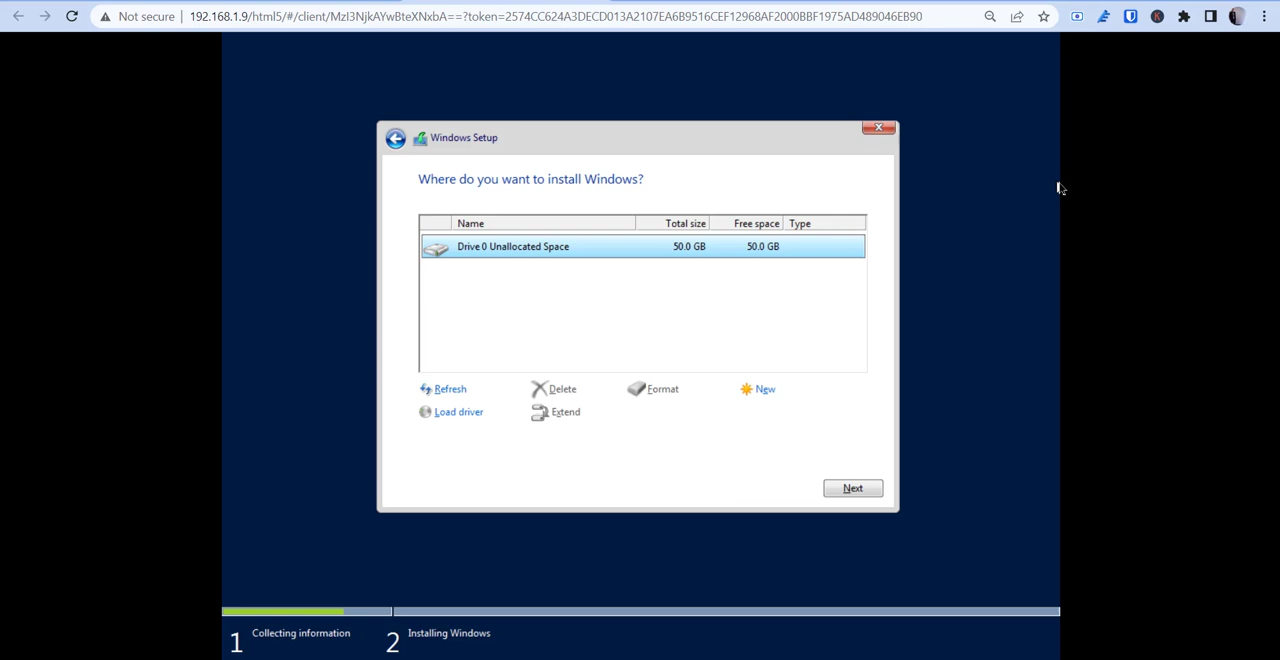 Not secure | 192.168.1.9/html5/#/client/MzI3NjkAYwBteXNxbA==?token=2574CC624A3DECD013A2107EA6B9516CEF12968AF2000BBF1975AD489046EB90
Windows Setup
Where do you want to install Windows?
Name Total size Free space Type
Drive 0 Unallocated Space 50.0 GB 50.0 GB
Refresh Delete Format New
Load driver Extend
Next
1 Collecting information 2 Installing Windows